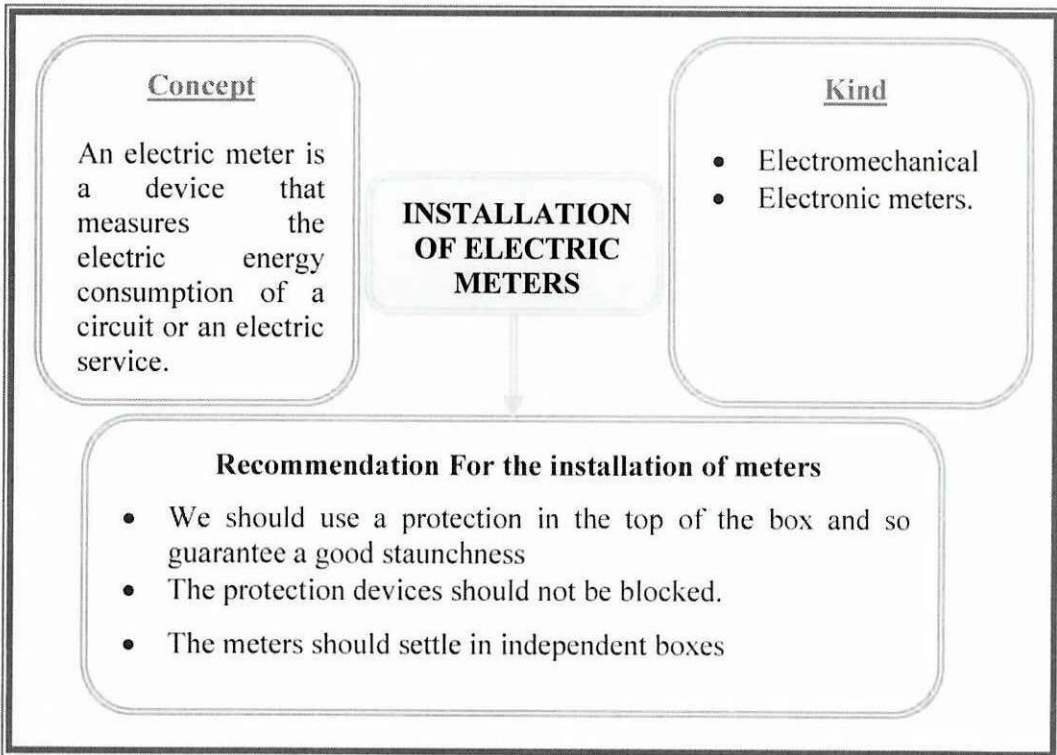 Concept
An electric meter is
a device that
measures the
electric energy
consumption of a
circuit or an electric
service.
INSTALLATION
OF ELECTRIC
METERS
Kind
• Electromechanical
• Electronic meters.
Recommendation For the installation of meters
• We should use a protection in the top of the box and so
guarantee a good staunchness
• The protection devices should not be blocked.
• The meters should settle in independent boxes